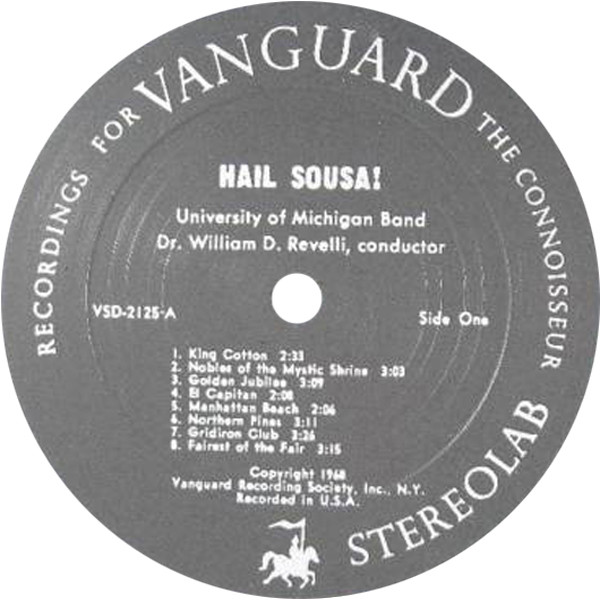 RECORDINGS FOR VANGUARD THE CONNOISSEUR
HAIL SOUSA!
University of Michigan Band
Dr. William D. Revelli, conductor
VSD-2125-A
Side One
1. King Cotton 2:33
2. Nobles of the Mystic Shrine 3:03
3. Golden Jubilee 3:09
4. El Capitan 2:08
5. Manhattan Beach 2:06
6. Northern Pines 3:11
7. Gridiron Club 3:26
8. Fairest of the Fair 3:15
Copyright 1968
Vanguard Recording Society, Inc., N.Y.
Recorded in U.S.A.
STEREOLAB